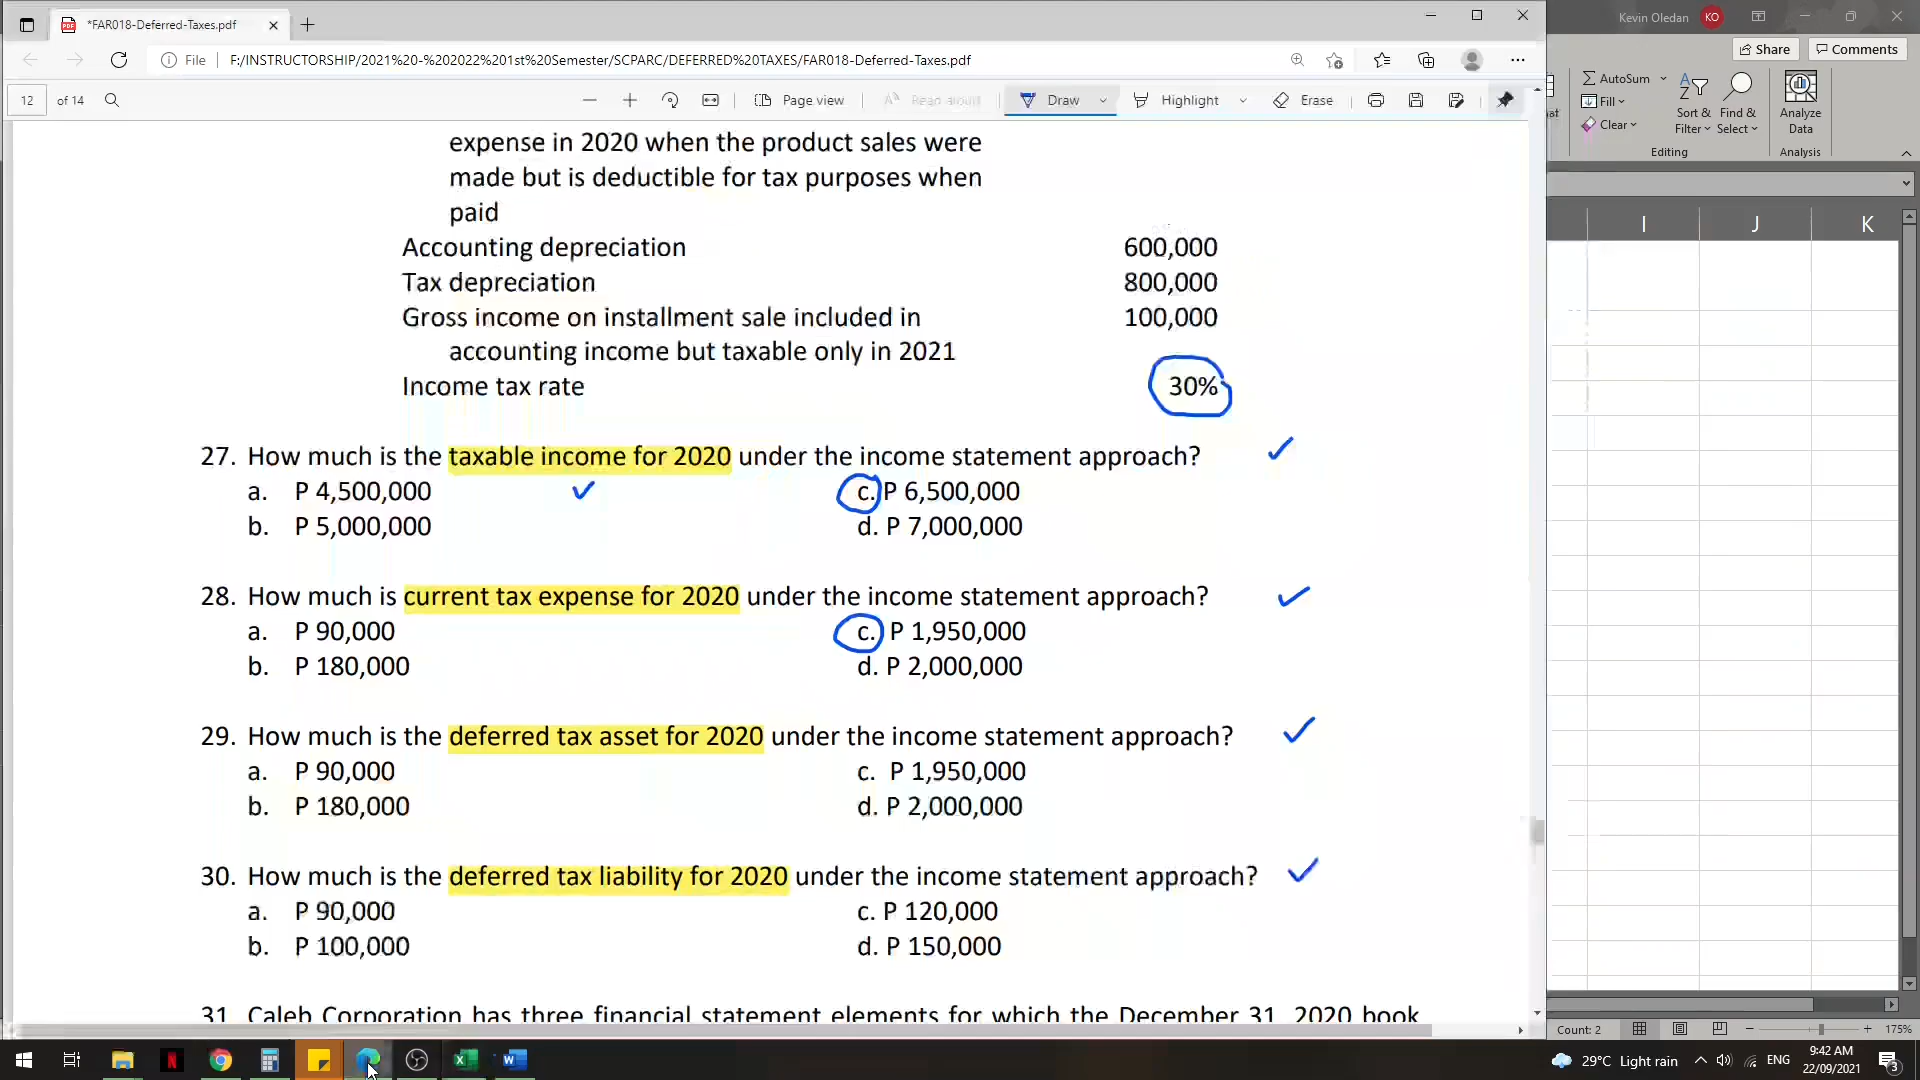 *FAR018-Deferred-Taxes.pdf
Kevin Oledan KO
File F:/INSTRUCTORSHIP/2021%20-%202022%201st%20Semester/SCPARC/DEFERRED%20TAXES/FAR018-Deferred-Taxes.pdf
Share Comments
12 of 14 Page view Read aloud Draw Highlight Erase
AutoSum
Fill
Clear
Sort & Filter
Find & Select
Analyze Data
Editing Analysis
I J K
expense in 2020 when the product sales were
made but is deductible for tax purposes when
paid
Accounting depreciation 600,000
Tax depreciation 800,000
Gross income on installment sale included in 100,000
accounting income but taxable only in 2021
Income tax rate 30%
27. How much is the taxable income for 2020 under the income statement approach?
a. P 4,500,000 c. P 6,500,000
b. P 5,000,000 d. P 7,000,000
28. How much is current tax expense for 2020 under the income statement approach?
a. P 90,000 c. P 1,950,000
b. P 180,000 d. P 2,000,000
29. How much is the deferred tax asset for 2020 under the income statement approach?
a. P 90,000 c. P 1,950,000
b. P 180,000 d. P 2,000,000
30. How much is the deferred tax liability for 2020 under the income statement approach?
a. P 90,000 c. P 120,000
b. P 100,000 d. P 150,000
31. Caleb Corporation has three financial statement elements for which the December 31, 2020 book
Count: 2 175%
29°C Light rain ENG 9:42 AM
22/09/2021 3